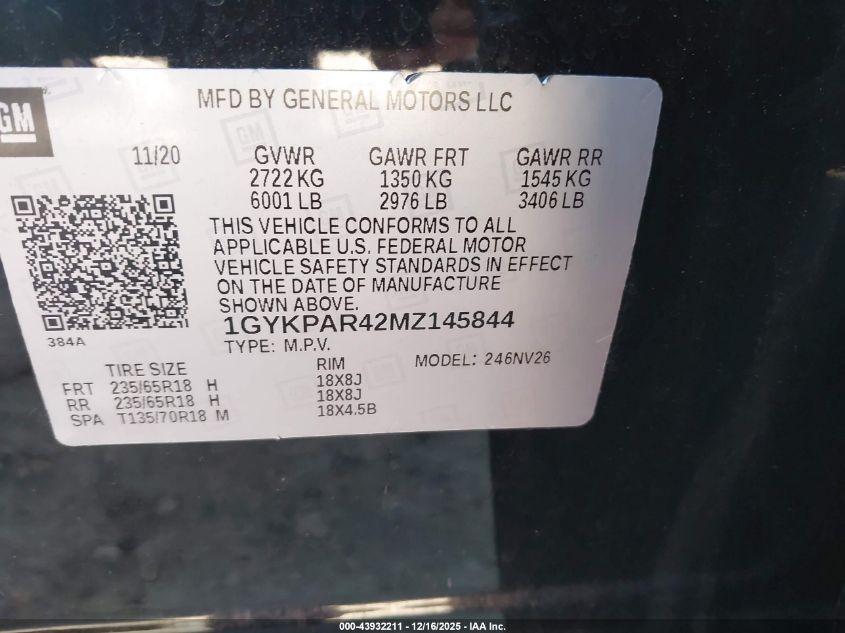 MFD BY GENERAL MOTORS LLC
GM
11/20 GVWR GAWR FRT GAWR RR
2722 KG 1350 KG 1545 KG
6001 LB 2976 LB 3406 LB
THIS VEHICLE CONFORMS TO ALL
APPLICABLE U.S. FEDERAL MOTOR
VEHICLE SAFETY STANDARDS IN EFFECT
ON THE DATE OF MANUFACTURE
SHOWN ABOVE.
1GYKPAR42MZ145844
384A
TYPE: M.P.V.
TIRE SIZE RIM MODEL: 246NV26
FRT 235/65R18 H 18X8J
RR 235/65R18 H 18X8J
SPA T135/70R18 M 18X4.5B
000-43932211 - 12/16/2025 - IAA Inc.